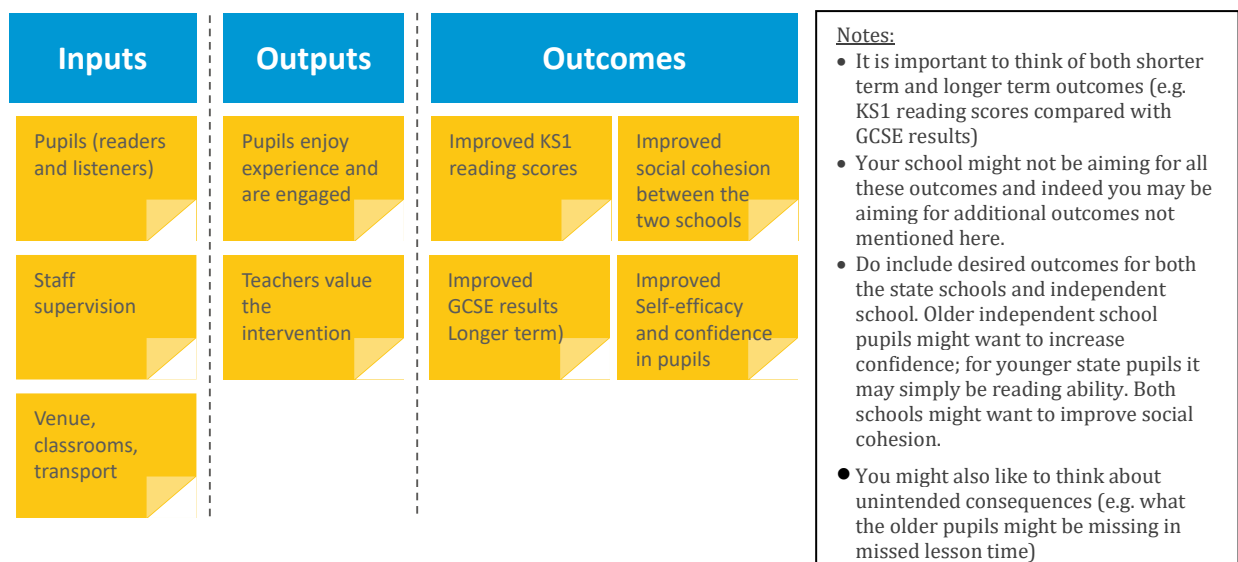 Inputs
Outputs
Outcomes
Pupils (readers
and listeners)
Staff
supervision
Venue,
classrooms,
transport
Pupils enjoy
experience and
are engaged
Teachers value
the
intervention
Improved KS1
reading scores
Improved
social cohesion
between the
two schools
Improved
GCSE results
Longer term)
Improved
Self-efficacy
and confidence
in pupils
Notes:
• It is important to think of both shorter
term and longer term outcomes (e.g.
KS1 reading scores compared with
GCSE results)
• Your school might not be aiming for all
these outcomes and indeed you may be
aiming for additional outcomes not
mentioned here.
• Do include desired outcomes for both
the state schools and independent
school. Older independent school
pupils might want to increase
confidence; for younger state pupils it
may simply be reading ability. Both
schools might want to improve social
cohesion.
• You might also like to think about
unintended consequences (e.g. what
the older pupils might be missing in
missed lesson time)